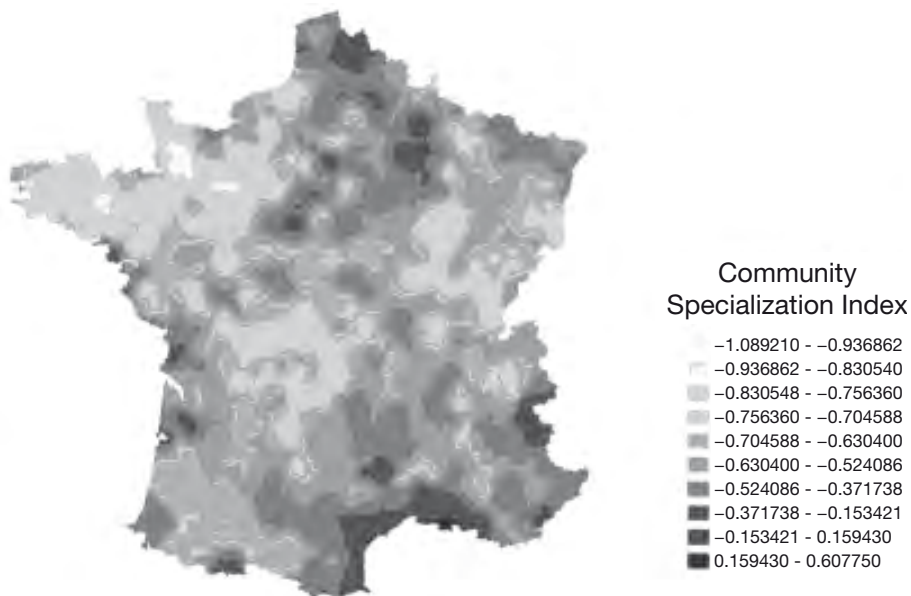 Community
Specialization Index
−1.089210 - −0.936862
−0.936862 - −0.830540
−0.830548 - −0.756360
−0.756360 - −0.704588
−0.704588 - −0.630400
−0.630400 - −0.524086
−0.524086 - −0.371738
−0.371738 - −0.153421
−0.153421 - 0.159430
0.159430 - 0.607750